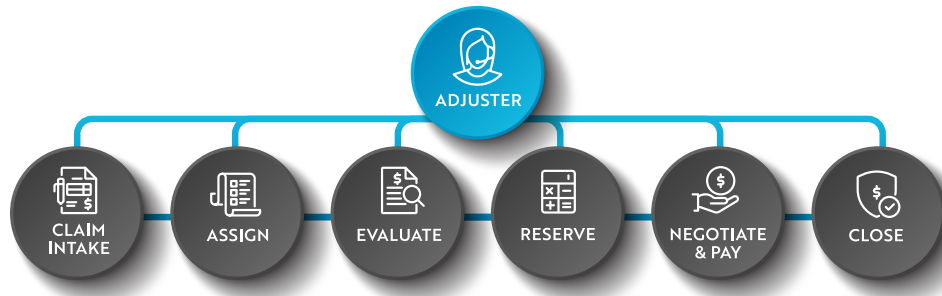 ADJUSTER
CLAIM
INTAKE
ASSIGN
EVALUATE
RESERVE
NEGOTIATE
& PAY
CLOSE